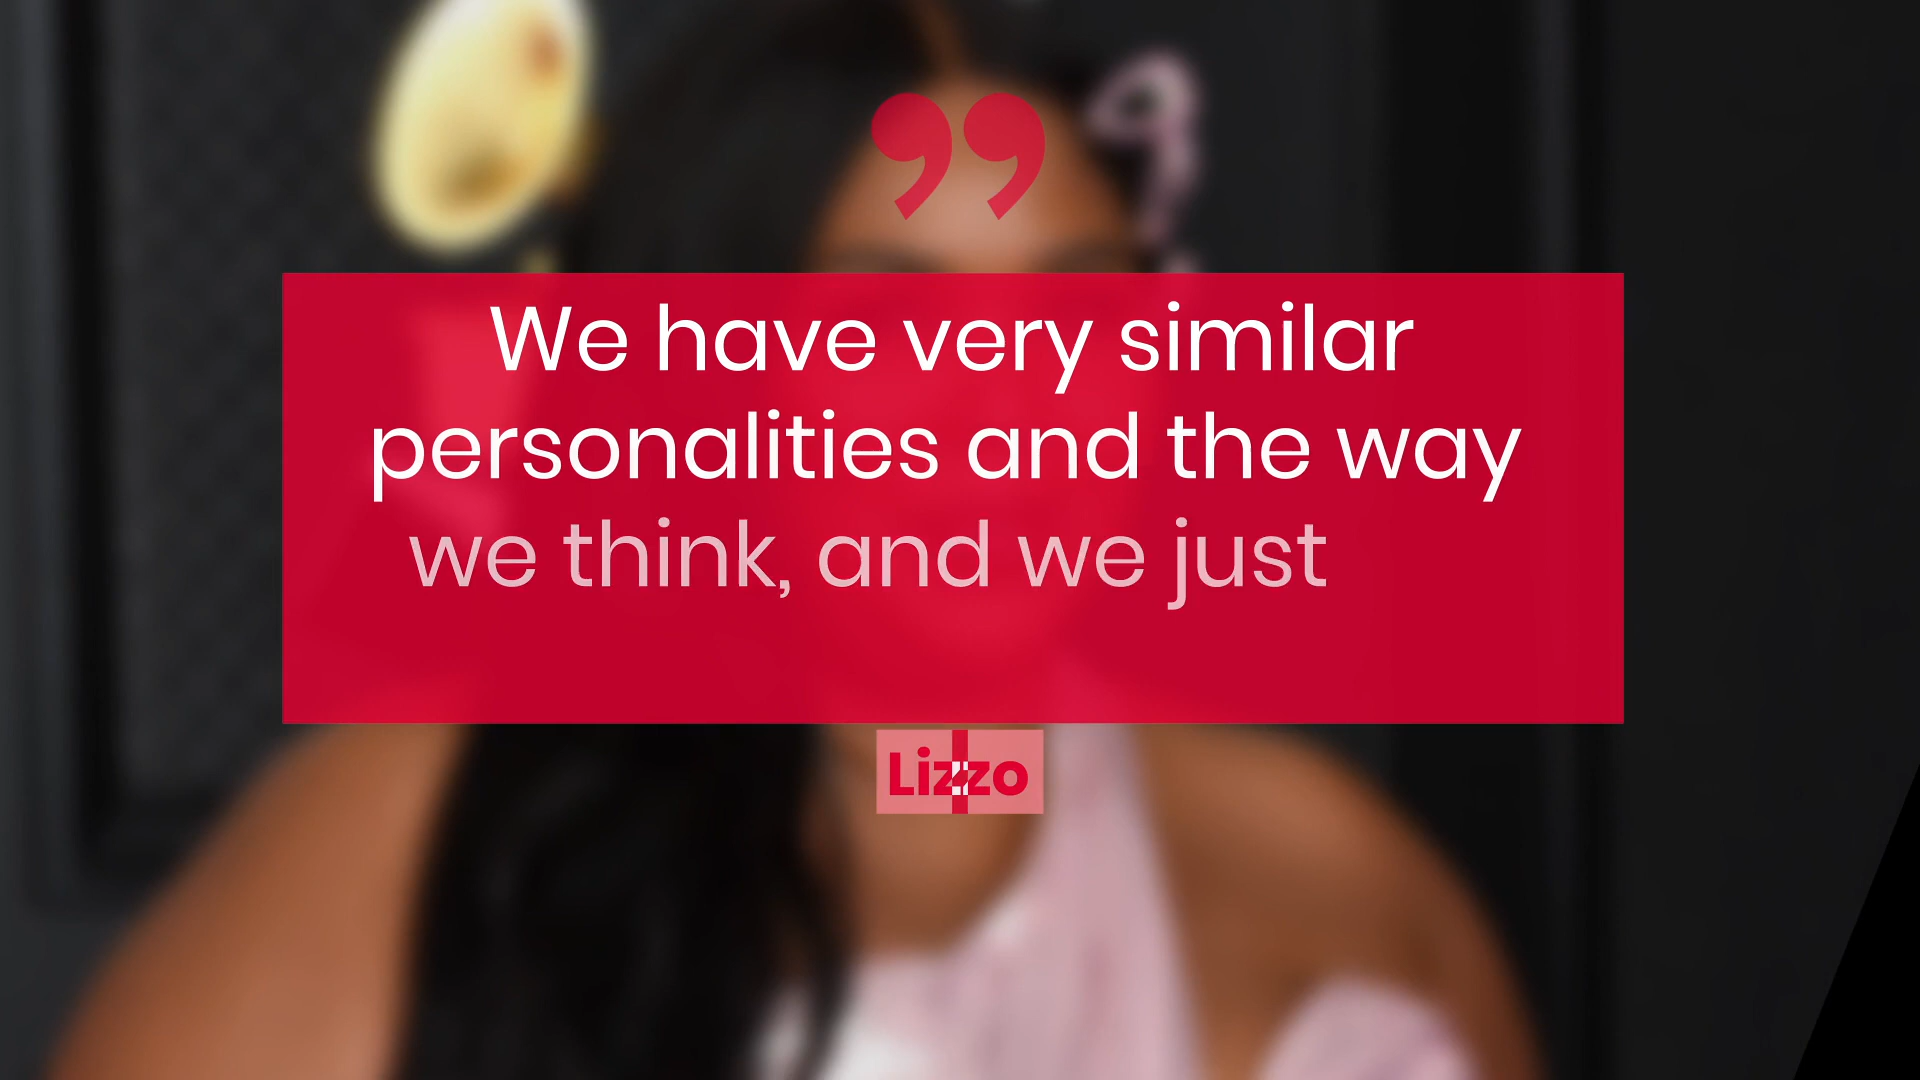 ”
We have very similar
personalities and the way
we think, and we just
Lizzo